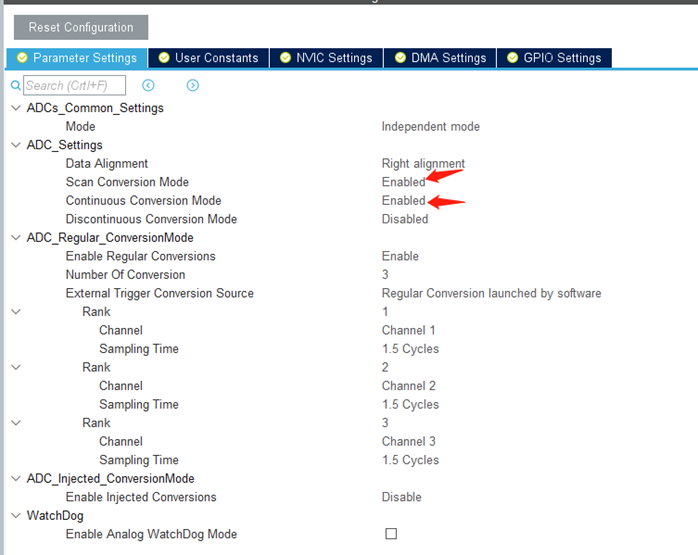 Reset Configuration
Parameter Settings User Constants NVIC Settings DMA Settings GPIO Settings
Search (Crtl+F)
ADCs_Common_Settings
Mode Independent mode
ADC_Settings
Data Alignment Right alignment
Scan Conversion Mode Enabled
Continuous Conversion Mode Enabled
Discontinuous Conversion Mode Disabled
ADC_Regular_ConversionMode
Enable Regular Conversions Enable
Number Of Conversion 3
External Trigger Conversion Source Regular Conversion launched by software
Rank 1
Channel Channel 1
Sampling Time 1.5 Cycles
Rank 2
Channel Channel 2
Sampling Time 1.5 Cycles
Rank 3
Channel Channel 3
Sampling Time 1.5 Cycles
ADC_Injected_ConversionMode
Enable Injected Conversions Disable
WatchDog
Enable Analog WatchDog Mode